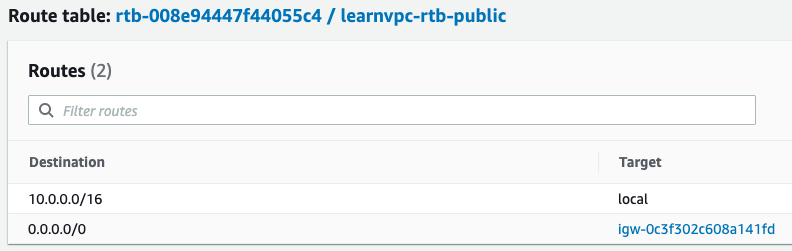 Route table: rtb-008e94447f44055c4 / learnvpc-rtb-public
Routes (2)
Filter routes
Destination Target
10.0.0.0/16 local
0.0.0.0/0 igw-0c3f302c608a141fd